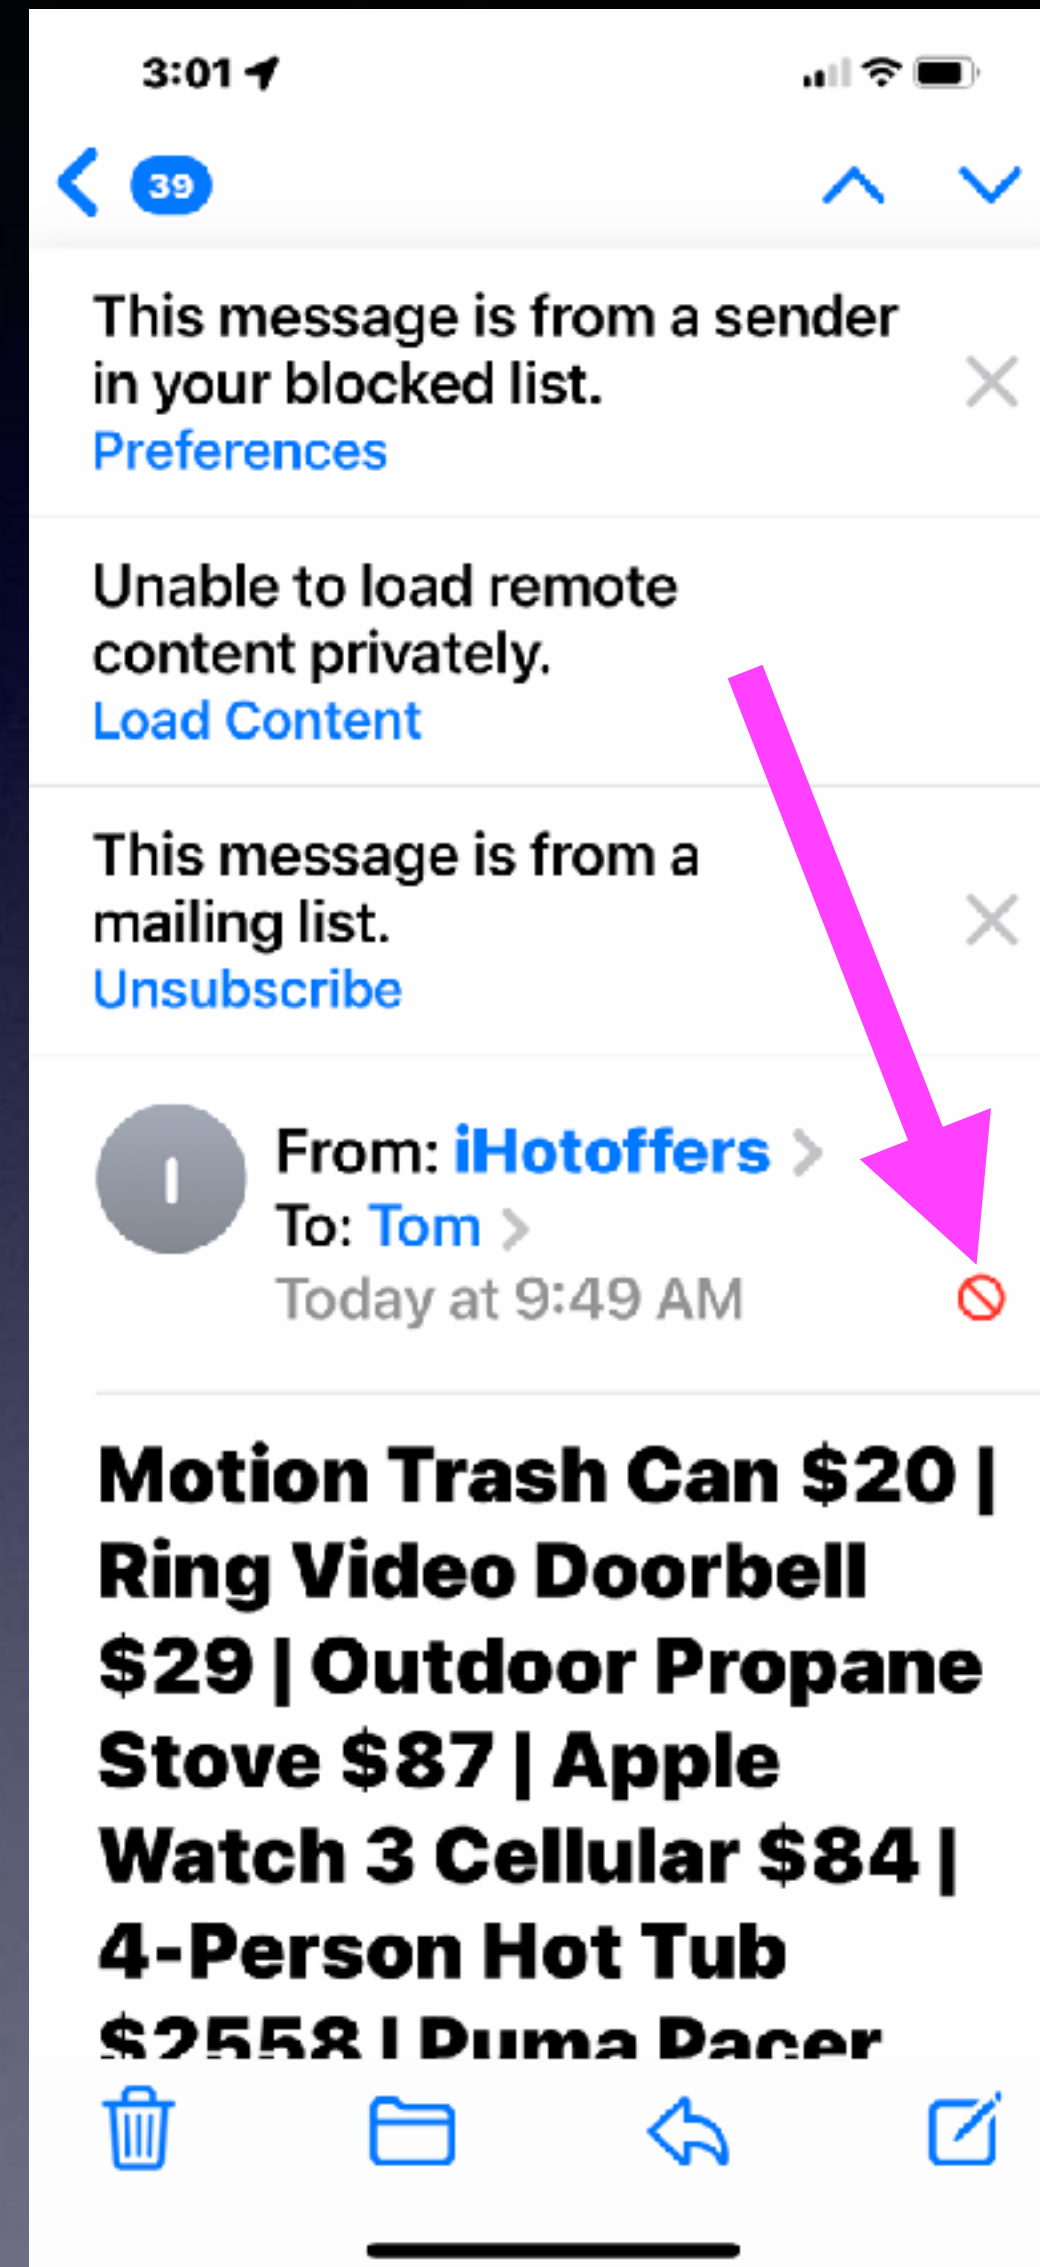 3:01
39
This message is from a sender
in your blocked list.
Preferences
Unable to load remote
content privately.
Load Content
This message is from a
mailing list.
Unsubscribe
I
From: iHotoffers
To: Tom
Today at 9:49 AM
Motion Trash Can $20 |
Ring Video Doorbell
$29 | Outdoor Propane
Stove $87 | Apple
Watch 3 Cellular $84 |
4-Person Hot Tub
$2558 | Puma Pacer